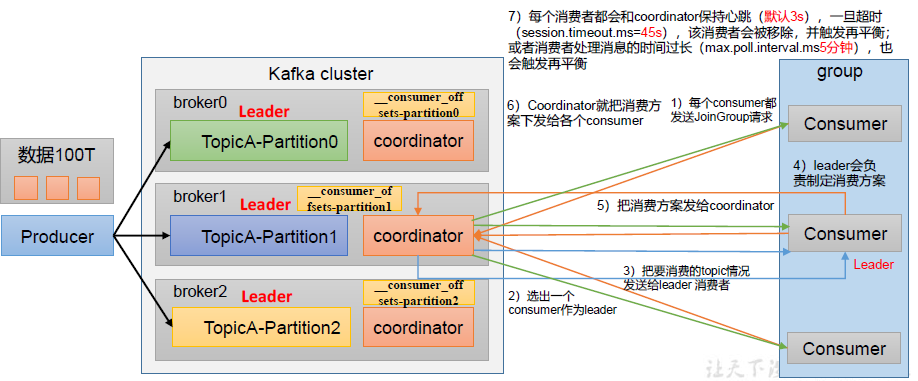 7）每个消费者都会和coordinator保持心跳（默认3s），一旦超时
（session.timeout.ms=45s），该消费者会被移除，并触发再平衡；
或者消费者处理消息的时间过长（max.poll.interval.ms5分钟），也
会触发再平衡
Kafka cluster
group
broker0
Leader
__consumer_off
sets-partition0
TopicA-Partition0
coordinator
6）Coordinator就把消费方
案下发给各个consumer
1）每个consumer都
发送JoinGroup请求
Consumer
数据100T
Producer
broker1
Leader
__consumer_of
fsets-partition1
TopicA-Partition1
coordinator
4）leader会负
责制定消费方案
5）把消费方案发给coordinator
Consumer
Leader
3）把要消费的topic情况
发送给leader 消费者
broker2
Leader
__consumer_off
sets-partition2
TopicA-Partition2
coordinator
2）选出一个
consumer作为leader
Consumer
让天下